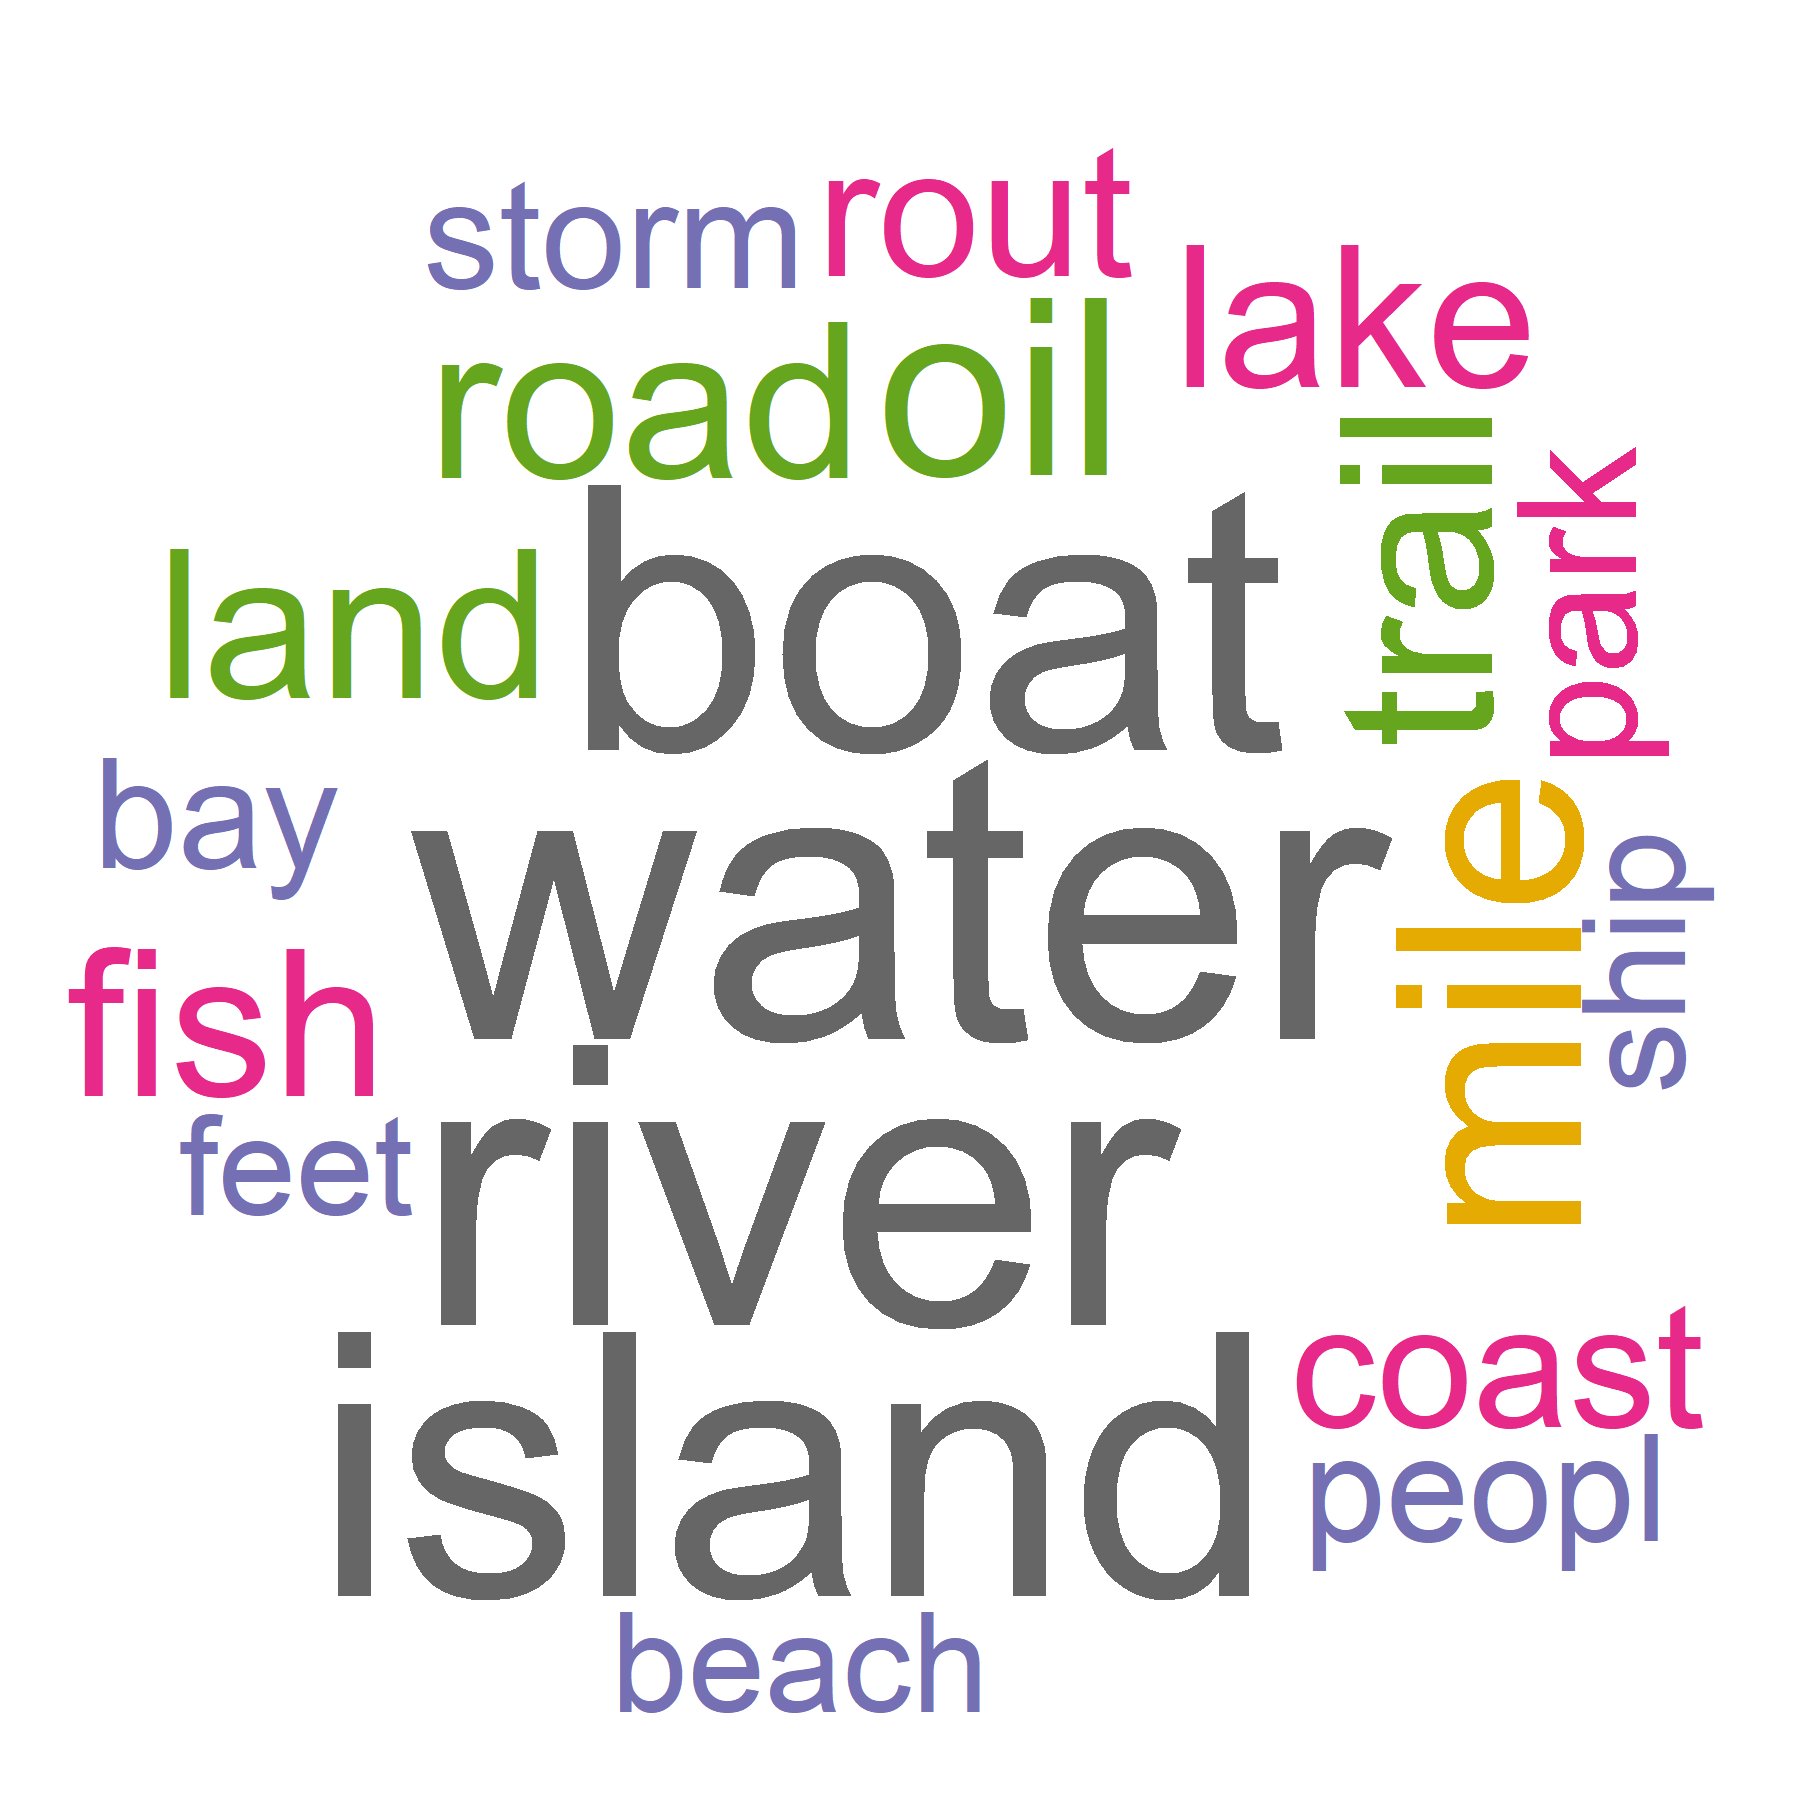 storm rout
lake
road oil
trail
park
land boat
bay
water
mile
ship
fish
feet river
coast
island
peopl
beach